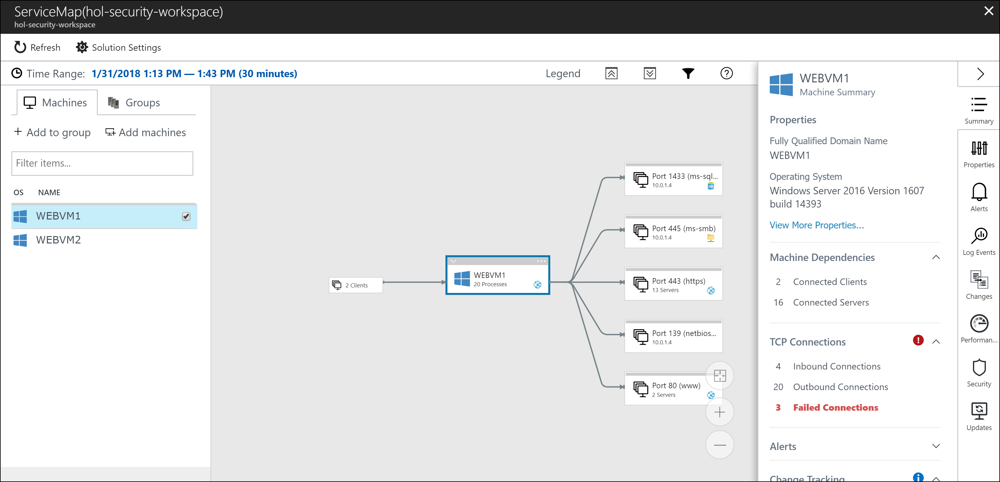 ServiceMap(hol-security-workspace)
hol-security-workspace
Refresh
Solution Settings
Time Range: 1/31/2018 1:13 PM — 1:43 PM (30 minutes)
Legend
Machines
Groups
+ Add to group
Add machines
Filter items...
OS NAME
WEBVM1
WEBVM2
2 Clients
WEBVM1
20 Processes
Port 1433 (ms-sql...
10.0.1.4
DB
Port 445 (ms-smb)
10.0.1.4
Port 443 (https)
13 Servers
Port 139 (netbios...
10.0.1.4
Port 80 (www)
2 Servers
WEBVM1
Machine Summary
Properties
Fully Qualified Domain Name
WEBVM1
Operating System
Windows Server 2016 Version 1607
build 14393
View More Properties...
Machine Dependencies
2 Connected Clients
16 Connected Servers
TCP Connections
4 Inbound Connections
20 Outbound Connections
3 Failed Connections
Alerts
Change Tracking
Summary
Properties
Alerts
Log Events
Changes
Performan...
Security
Updates